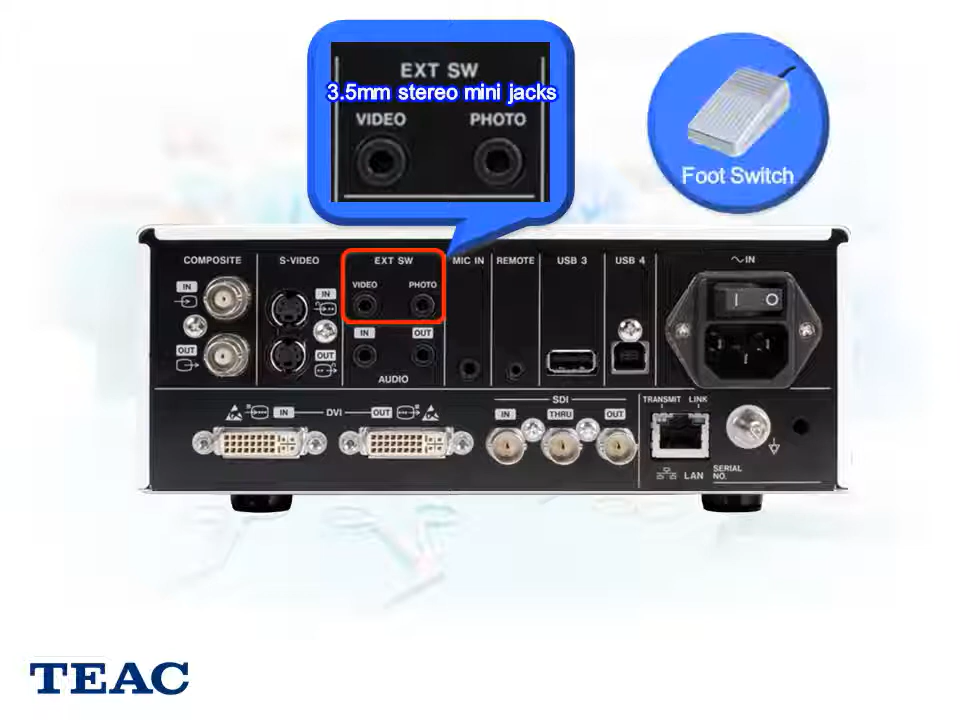 EXT SW
3.5mm stereo mini jacks
VIDEO PHOTO
Foot Switch
COMPOSITE S-VIDEO EXT SW MIC IN REMOTE USB 3 USB 4 IN
IN IN VIDEO PHOTO
IN OUT
OUT OUT
AUDIO
IN DVI OUT
SDI
IN THRU OUT
TRANSMIT LINK
LAN
SERIAL
NO.
TEAC